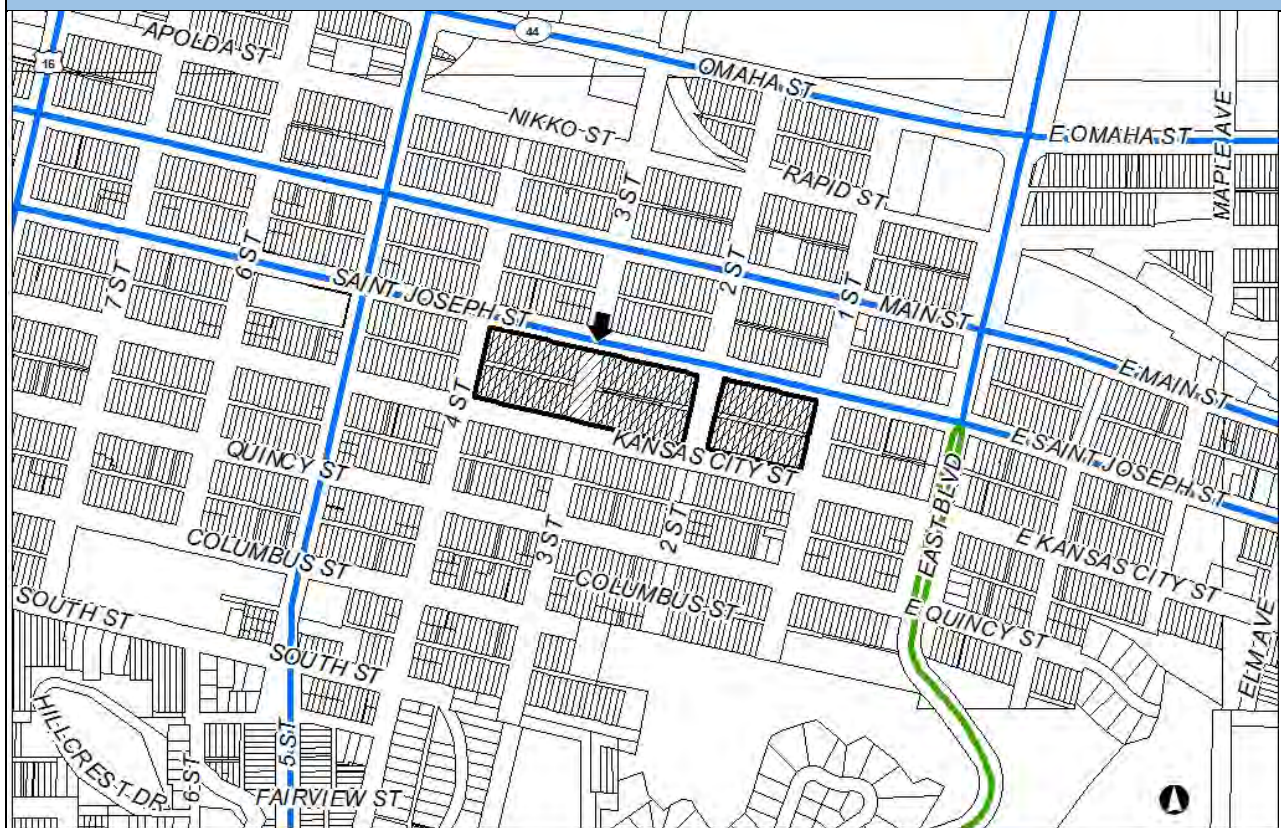 APOLDA ST
44
16
OMAHA ST
E OMAHA ST
MAPLE AVE
NIKKO ST
RAPID ST
3 ST
2 ST
1 ST
6 ST
7 ST
SAINT JOSEPH ST
MAIN ST
E MAIN ST
4 ST
KANSAS CITY ST
E SAINT JOSEPH ST
QUINCY ST
EAST BLVD
3 ST
2 ST
E KANSAS CITY ST
COLUMBUS ST
COLUMBUS ST
E QUINCY ST
SOUTH ST
SOUTH ST
ELM AVE
HILLCREST DR
6 ST
5 ST
FAIRVIEW ST